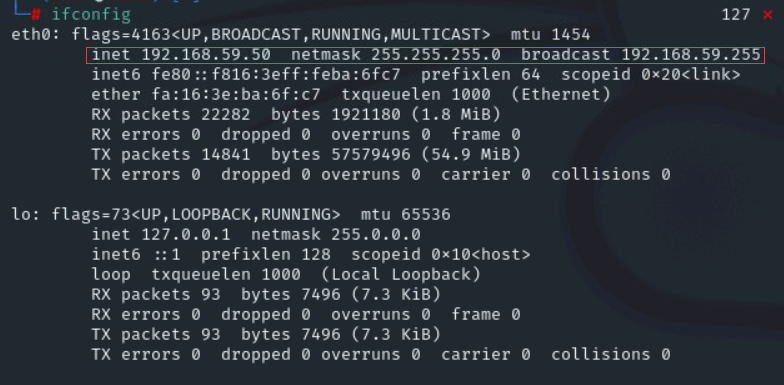 └─# ifconfig 127 ⨯
eth0: flags=4163<UP,BROADCAST,RUNNING,MULTICAST>  mtu 1454
        inet 192.168.59.50  netmask 255.255.255.0  broadcast 192.168.59.255
        inet6 fe80::f816:3eff:feba:6fc7  prefixlen 64  scopeid 0x20<link>
        ether fa:16:3e:ba:6f:c7  txqueuelen 1000  (Ethernet)
        RX packets 22282  bytes 1921180 (1.8 MiB)
        RX errors 0  dropped 0  overruns 0  frame 0
        TX packets 14841  bytes 57579496 (54.9 MiB)
        TX errors 0  dropped 0 overruns 0  carrier 0  collisions 0

lo: flags=73<UP,LOOPBACK,RUNNING>  mtu 65536
        inet 127.0.0.1  netmask 255.0.0.0
        inet6 ::1  prefixlen 128  scopeid 0x10<host>
        loop  txqueuelen 1000  (Local Loopback)
        RX packets 93  bytes 7496 (7.3 KiB)
        RX errors 0  dropped 0  overruns 0  frame 0
        TX packets 93  bytes 7496 (7.3 KiB)
        TX errors 0  dropped 0 overruns 0  carrier 0  collisions 0